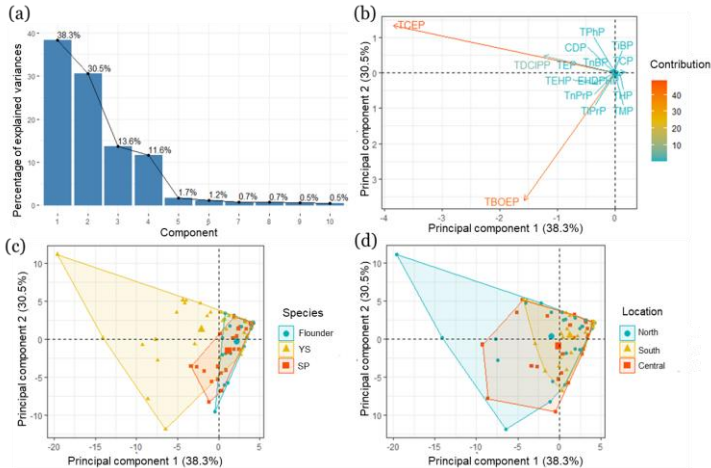 (a)
Percentage of explained variances
40
30
20
10
0
38.3%
30.5%
13.6%
11.6%
1.7%
1.2%
0.7%
0.7%
0.5%
0.5%
1 2 3 4 5 6 7 8 9 10
Component
(b)
Principal component 2 (30.5%)
1
0
1
2
3
TCEP
TPhP
CDP
TiBP
TDCIPP
TEP
TnBP
TCP
TEHP
EHDPP
TnPrP
THP
TiPrP
TMP
TBOEP
-4 -3 -2 -1 0
Principal component 1 (38.3%)
Contribution
40
30
20
10
(c)
Principal component 2 (30.5%)
10
5
0
-5
-10
-20 -15 -10 -5 0 5
Principal component 1 (38.3%)
Species
Flounder
YS
SP
(d)
Principal component 2 (30.5%)
10
5
0
-5
-10
-20 -15 -10 -5 0 5
Principal component 1 (38.3%)
Location
North
South
Central